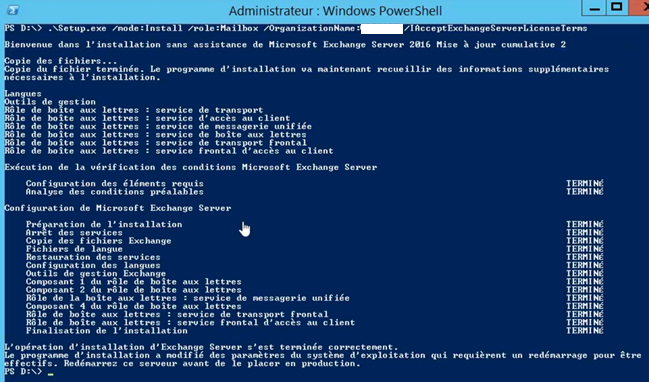 Administrateur : Windows PowerShell
PS D:\> .\Setup.exe /mode:Install /role:Mailbox /OrganizationName: /IAcceptExchangeServerLicenseTerms
Bienvenue dans l'installation sans assistance de Microsoft Exchange Server 2016 Mise à jour cumulative 2
Copie des fichiers...
Copie du fichier terminée. Le programme d'installation va maintenant recueillir des informations supplémentaires
nécessaires à l'installation.
Langues
Outils de gestion
Rôle de boîte aux lettres : service de transport
Rôle de boîte aux lettres : service d'accès au client
Rôle de boîte aux lettres : service de messagerie unifiée
Rôle de boîte aux lettres : service de boîte aux lettres
Rôle de boîte aux lettres : service de transport frontal
Rôle de boîte aux lettres : service frontal d'accès au client
Exécution de la vérification des conditions Microsoft Exchange Server
Configuration des éléments requis TERMINÉ
Analyse des conditions préalables TERMINÉ
Configuration de Microsoft Exchange Server
Préparation de l'installation TERMINÉ
Arrêt des services TERMINÉ
Copie des fichiers Exchange TERMINÉ
Fichiers de langue TERMINÉ
Restauration des services TERMINÉ
Configuration des langues TERMINÉ
Outils de gestion Exchange TERMINÉ
Composant 1 du rôle de boîte aux lettres TERMINÉ
Composant 2 du rôle de boîte aux lettres TERMINÉ
Rôle de la boîte aux lettres : service de messagerie unifiée TERMINÉ
Composant 4 du rôle de boîte aux lettres TERMINÉ
Rôle de boîte aux lettres : service de transport frontal TERMINÉ
Rôle de boîte aux lettres : service frontal d'accès au client TERMINÉ
Finalisation de l'installation TERMINÉ
L'opération d'installation d'Exchange Server s'est terminée correctement.
Le programme d'installation a modifié des paramètres du système d'exploitation qui requièrent un redémarrage pour être
effectifs. Redémarrez ce serveur avant de le placer en production.
PS D:\> _